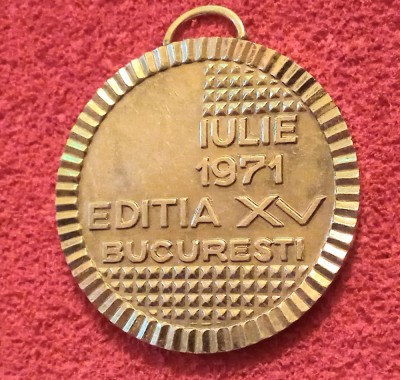 IULIE
1971
EDITIA XV
BUCURESTI